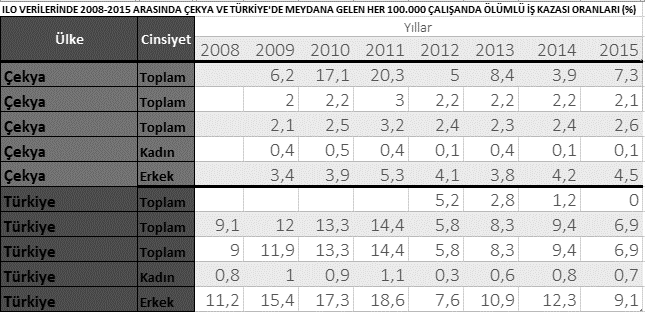 ILO VERİLERİNDE 2008-2015 ARASINDA ÇEKYA VE TÜRKİYE'DE MEYDANA GELEN HER 100.000 ÇALIŞANDA ÖLÜMLÜ İŞ KAZASI ORANLARI (%)
Ülke Cinsiyet Yıllar
2008 2009 2010 2011 2012 2013 2014 2015
Çekya Toplam 6,2 17,1 20,3 5 8,4 3,9 7,3
Çekya Toplam 2 2,2 3 2,2 2,2 2,2 2,1
Çekya Toplam 2,1 2,5 3,2 2,4 2,3 2,4 2,6
Çekya Kadın 0,4 0,5 0,4 0,1 0,4 0,1 0,1
Çekya Erkek 3,4 3,9 5,3 4,1 3,8 4,2 4,5
Türkiye Toplam 5,2 2,8 1,2 0
Türkiye Toplam 9,1 12 13,3 14,4 5,8 8,3 9,4 6,9
Türkiye Toplam 9 11,9 13,3 14,4 5,8 8,3 9,4 6,9
Türkiye Kadın 0,8 1 0,9 1,1 0,3 0,6 0,8 0,7
Türkiye Erkek 11,2 15,4 17,3 18,6 7,6 10,9 12,3 9,1